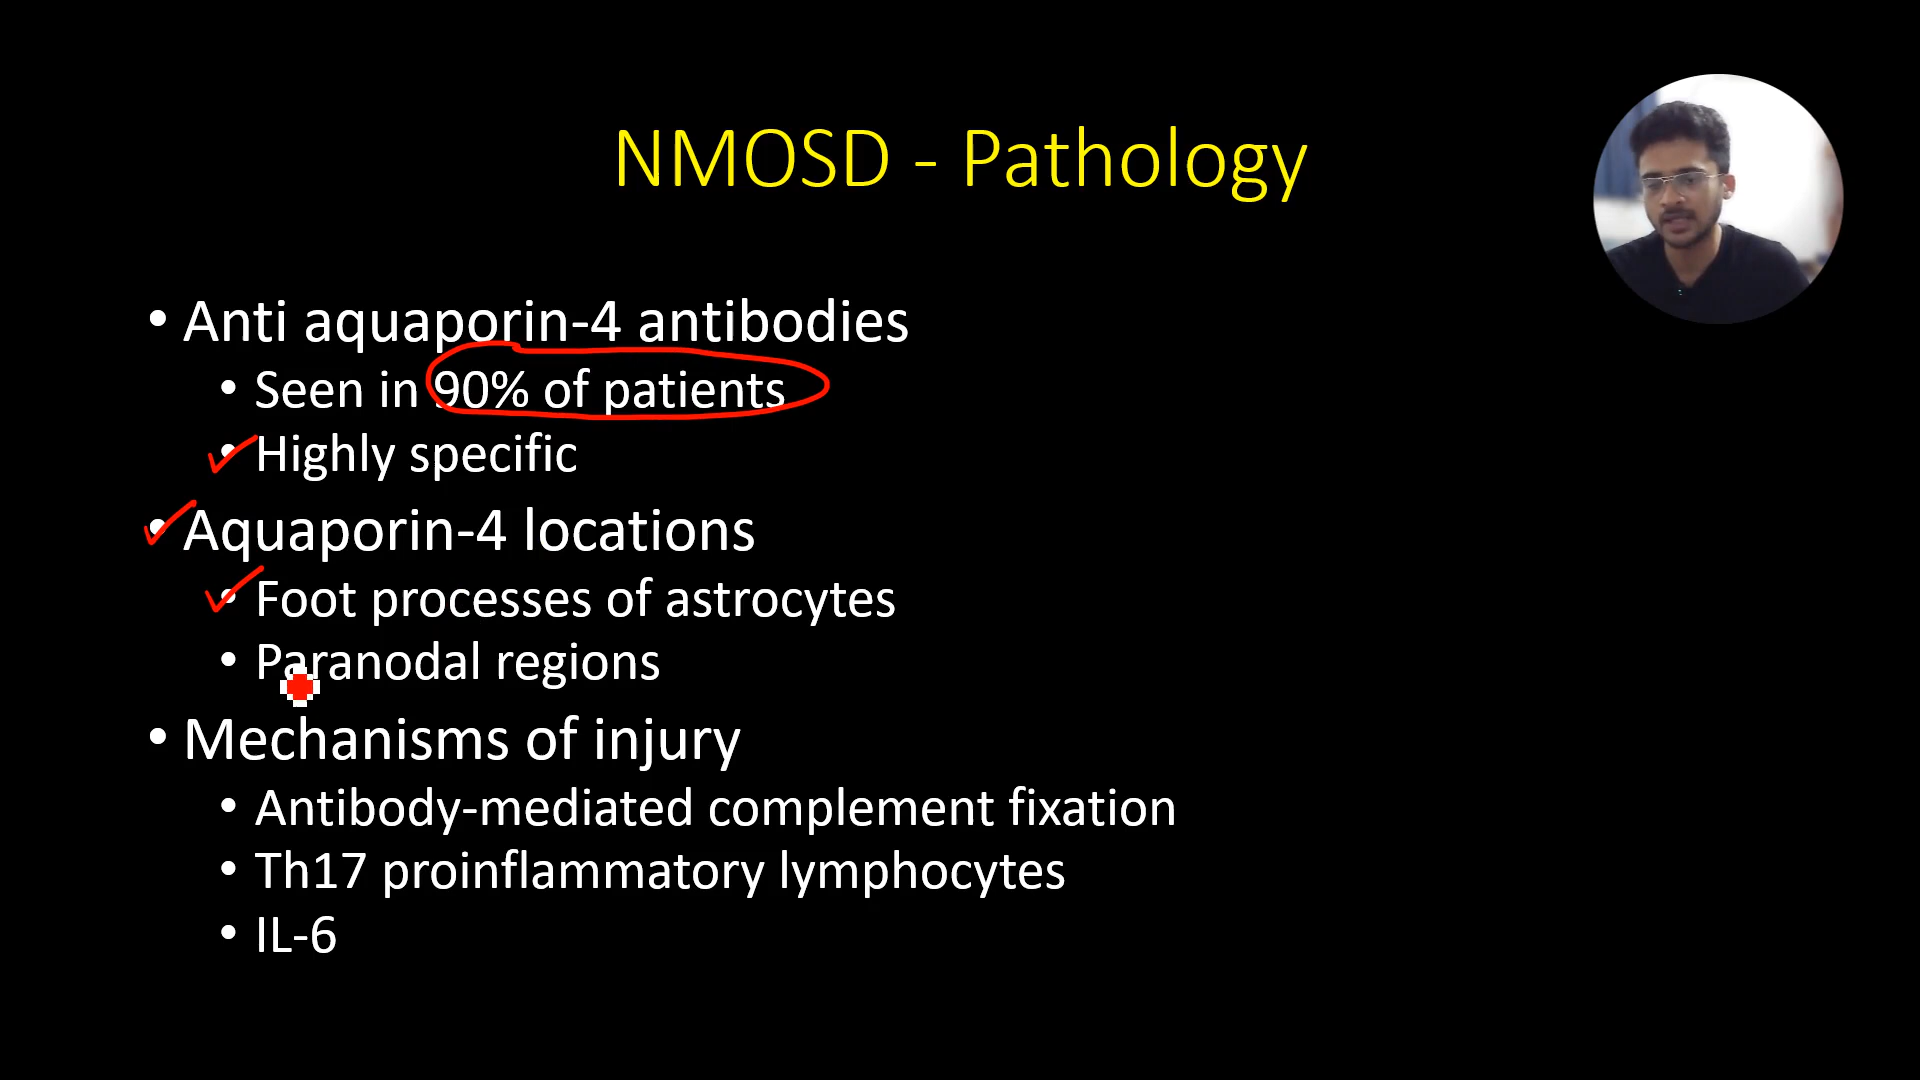 NMOSD - Pathology
• Anti aquaporin-4 antibodies
• Seen in 90% of patients
• Highly specific
• Aquaporin-4 locations
• Foot processes of astrocytes
• Paranodal regions
• Mechanisms of injury
• Antibody-mediated complement fixation
• Th17 proinflammatory lymphocytes
• IL-6